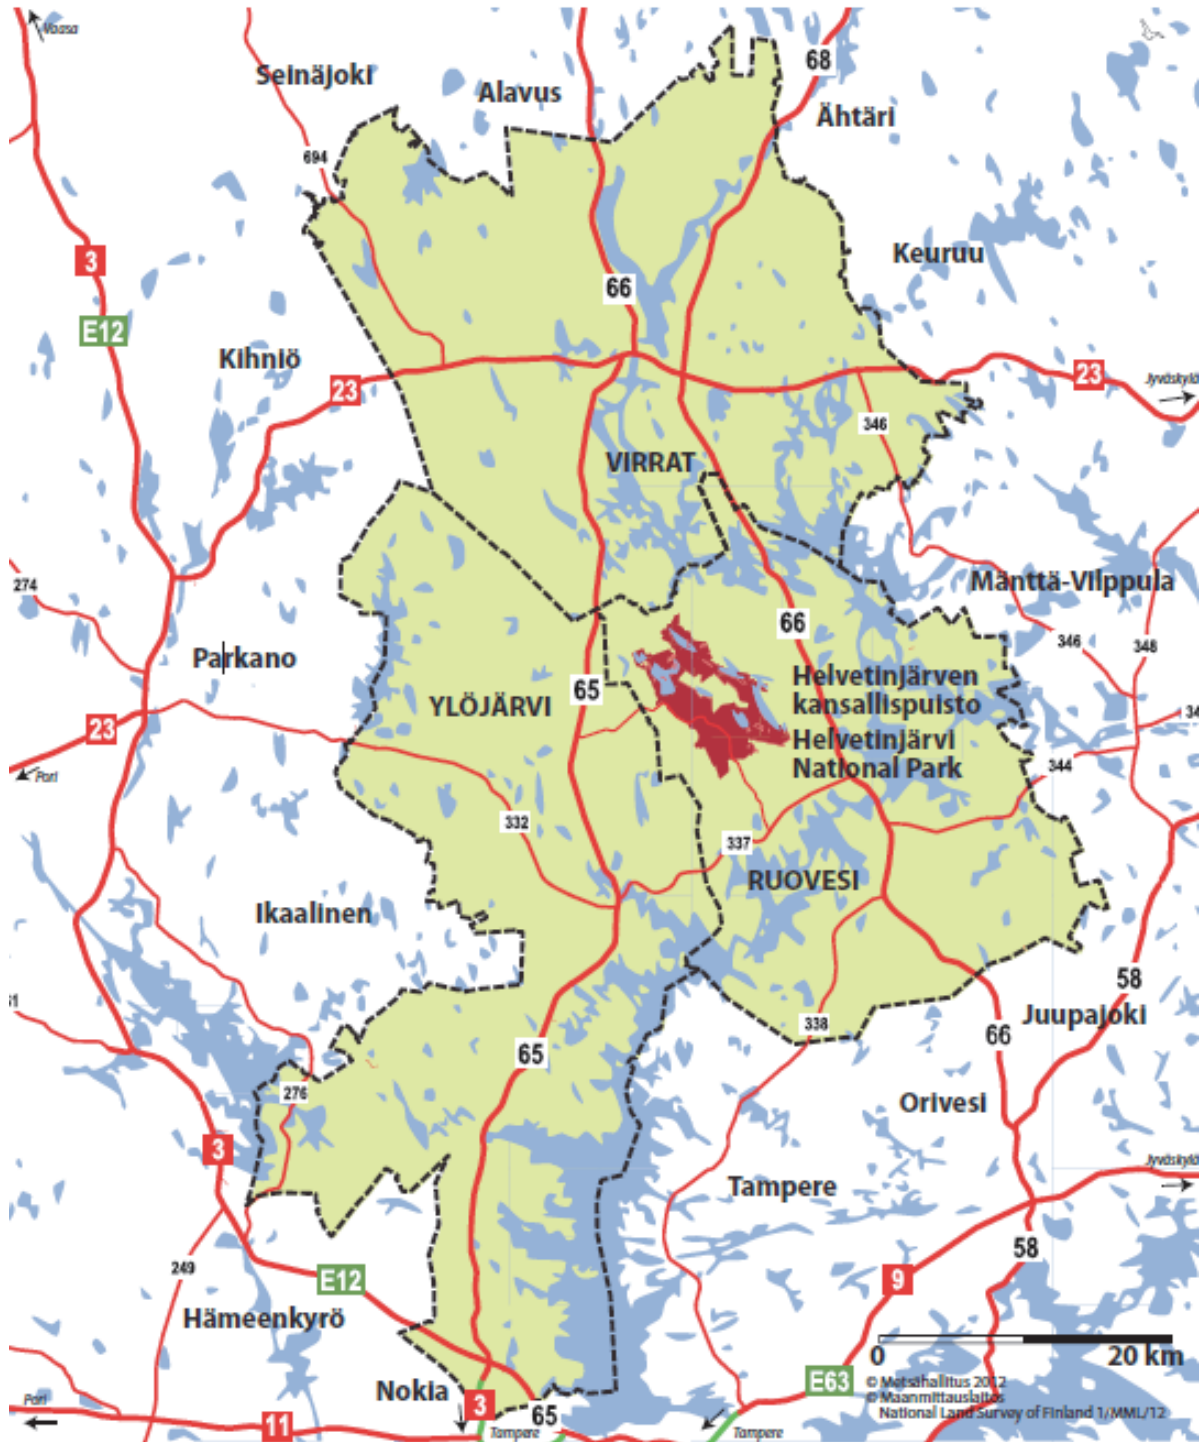 Vaasa
68
Seinäjoki
Alavus
Ähtäri
694
Keuruu
3
66
E12
Kihniö
23
23
Jyväskylä
346
VIRRAT
274
Mänttä-Vilppula
66
346
348
Parkano
65
YLÖJÄRVI
Helvetinjärven
kansallispuisto
Helvetinjärvi
National Park
23
34
Pori
344
332
337
RUOVESI
Ikaalinen
58
61
Juupajoki
338
66
65
276
Orivesi
3
Jyväskylä
Tampere
58
249
E12
9
Hämeenkyrö
0
20 km
E63
© Metsähallitus 2012
© Maanmittauslaitos
National Land Survey of Finland 1/MML/12
Nokia
Pori
3
65
11
Tampere
Tampere